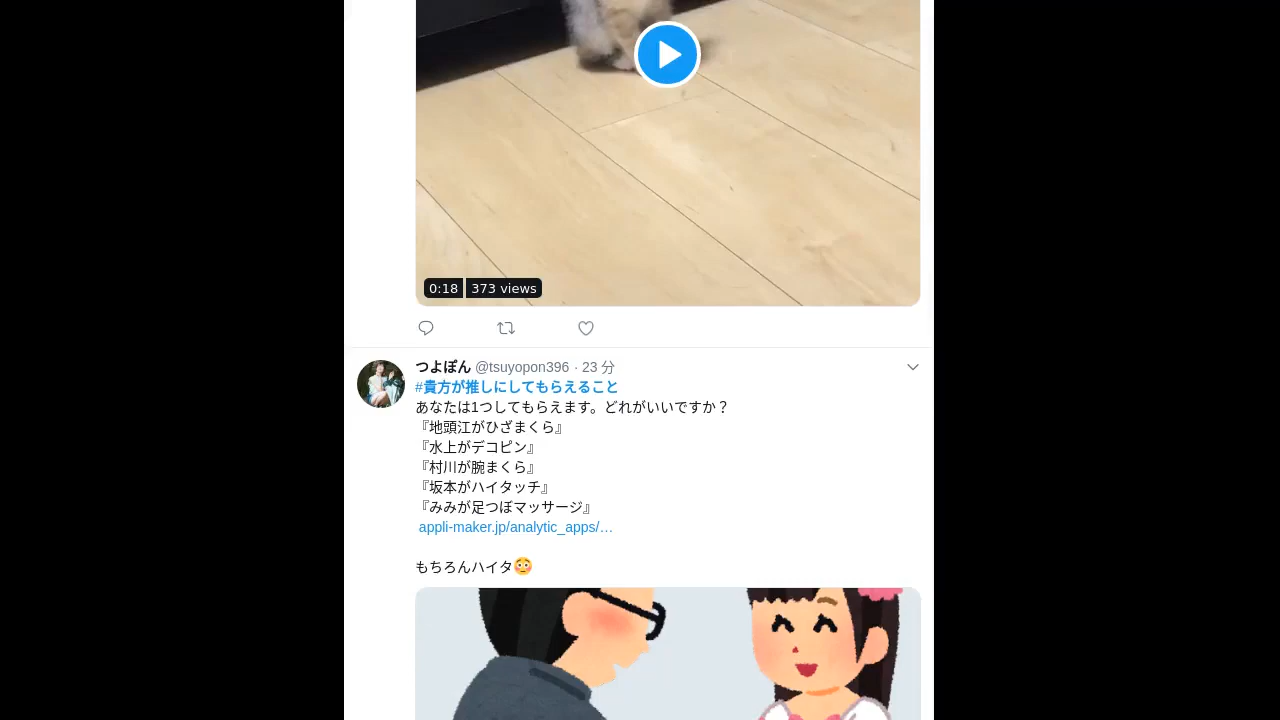 0:18 373 views
つよぽん @tsuyopon396 · 23 分
#貴方が推しにしてもらえること
あなたは1つしてもらえます。どれがいいですか？
『地頭江がひざまくら』
『水上がデコピン』
『村川が腕まくら』
『坂本がハイタッチ』
『みみが足つぼマッサージ』
appli-maker.jp/analytic_apps/…
もちろんハイタ😳